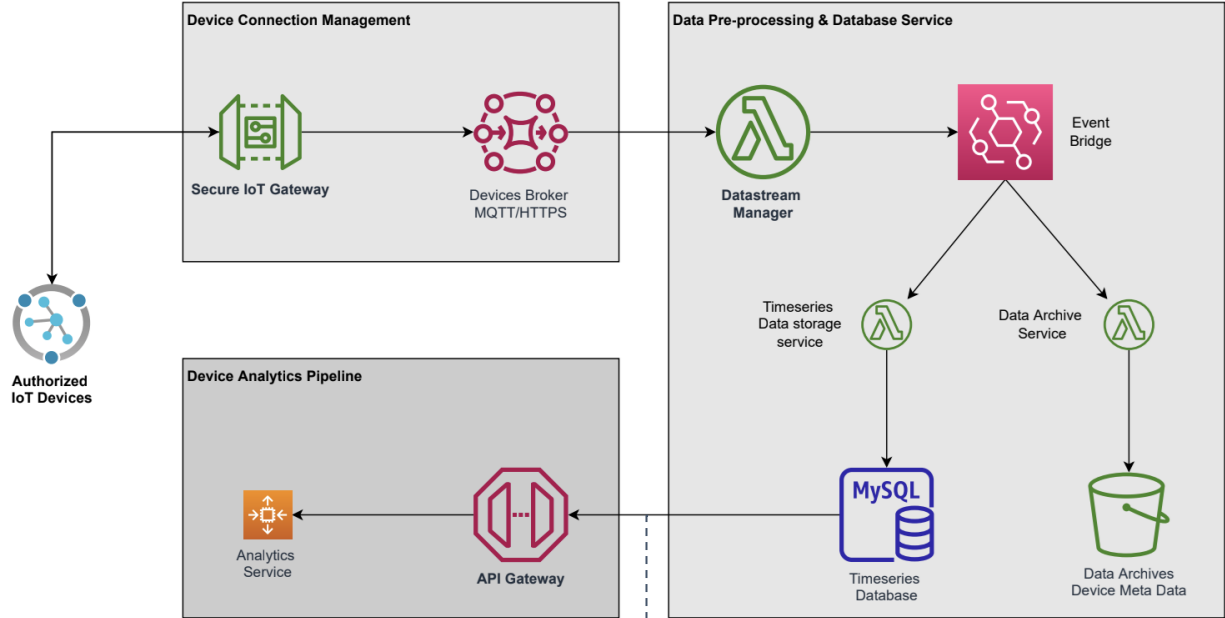 Device Connection Management
Secure IoT Gateway
Devices Broker
MQTT/HTTPS
Data Pre-processing & Database Service
Datastream
Manager
Event
Bridge
Timeseries
Data storage
service
Data Archive
Service
MySQL
Timeseries
Database
Data Archives
Device Meta Data
Authorized
IoT Devices
Device Analytics Pipeline
Analytics
Service
API Gateway